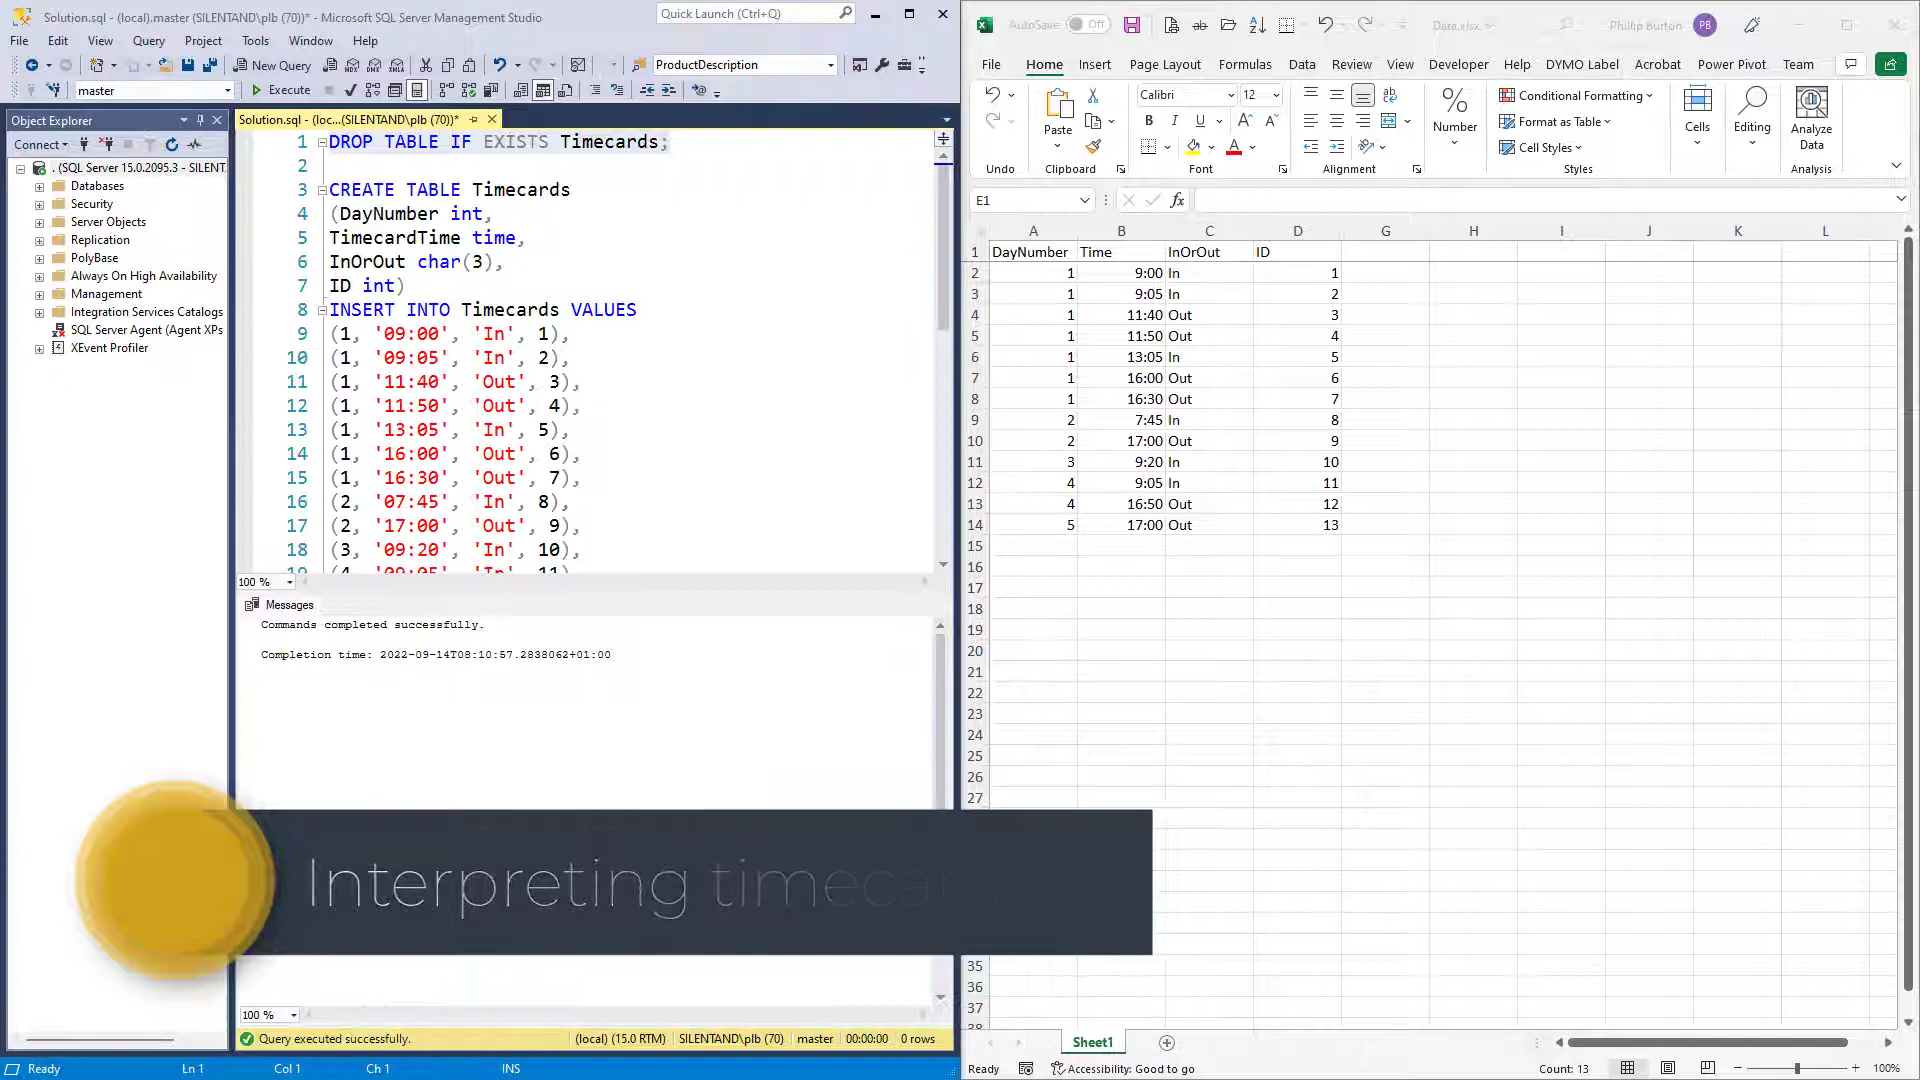 Solution.sql - (local).master (SILENTAND\plb (70))* - Microsoft SQL Server Management Studio
Quick Launch (Ctrl+Q)
File Edit View Query Project Tools Window Help
New Query
ProductDescription
master
Execute
Object Explorer
Connect
. (SQL Server 15.0.2095.3 - SILENT
Databases
Security
Server Objects
Replication
PolyBase
Always On High Availability
Management
Integration Services Catalogs
SQL Server Agent (Agent XPs
XEvent Profiler
Solution.sql - (loc...(SILENTAND\plb (70))*
1 DROP TABLE IF EXISTS Timecards;
2
3 CREATE TABLE Timecards
4 (DayNumber int,
5 TimecardTime time,
6 InOrOut char(3),
7 ID int)
8 INSERT INTO Timecards VALUES
9 (1, '09:00', 'In', 1),
10 (1, '09:05', 'In', 2),
11 (1, '11:40', 'Out', 3),
12 (1, '11:50', 'Out', 4),
13 (1, '13:05', 'In', 5),
14 (1, '16:00', 'Out', 6),
15 (1, '16:30', 'Out', 7),
16 (2, '07:45', 'In', 8),
17 (2, '17:00', 'Out', 9),
18 (3, '09:20', 'In', 10),
19 (4, '09:05', 'In', 11)
100 %
Messages
Commands completed successfully.
Completion time: 2022-09-14T08:10:57.2838062+01:00
Interpreting timecar
100 %
Query executed successfully. (local) (15.0 RTM) SILENTAND\plb (70) master 00:00:00 0 rows
Ready Ln 1 Col 1 Ch 1 INS
AutoSave Off
Data.xlsx
Phillip Burton PB
File Home Insert Page Layout Formulas Data Review View Developer Help DYMO Label Acrobat Power Pivot Team
Paste
Calibri 12
B I U
A A
Number
Conditional Formatting
Format as Table
Cell Styles
Cells
Editing
Analyze Data
Undo Clipboard Font Alignment Styles Analysis
E1 fx
A B C D E F G H I J K L
1 DayNumber Time InOrOut ID
2 1 9:00 In 1
3 1 9:05 In 2
4 1 11:40 Out 3
5 1 11:50 Out 4
6 1 13:05 In 5
7 1 16:00 Out 6
8 1 16:30 Out 7
9 2 7:45 In 8
10 2 17:00 Out 9
11 3 9:20 In 10
12 4 9:05 In 11
13 4 16:50 Out 12
14 5 17:00 Out 13
15
16
17
18
19
20
21
22
23
24
25
26
27
35
36
37
38
Sheet1
Ready Accessibility: Good to go Count: 13 100%